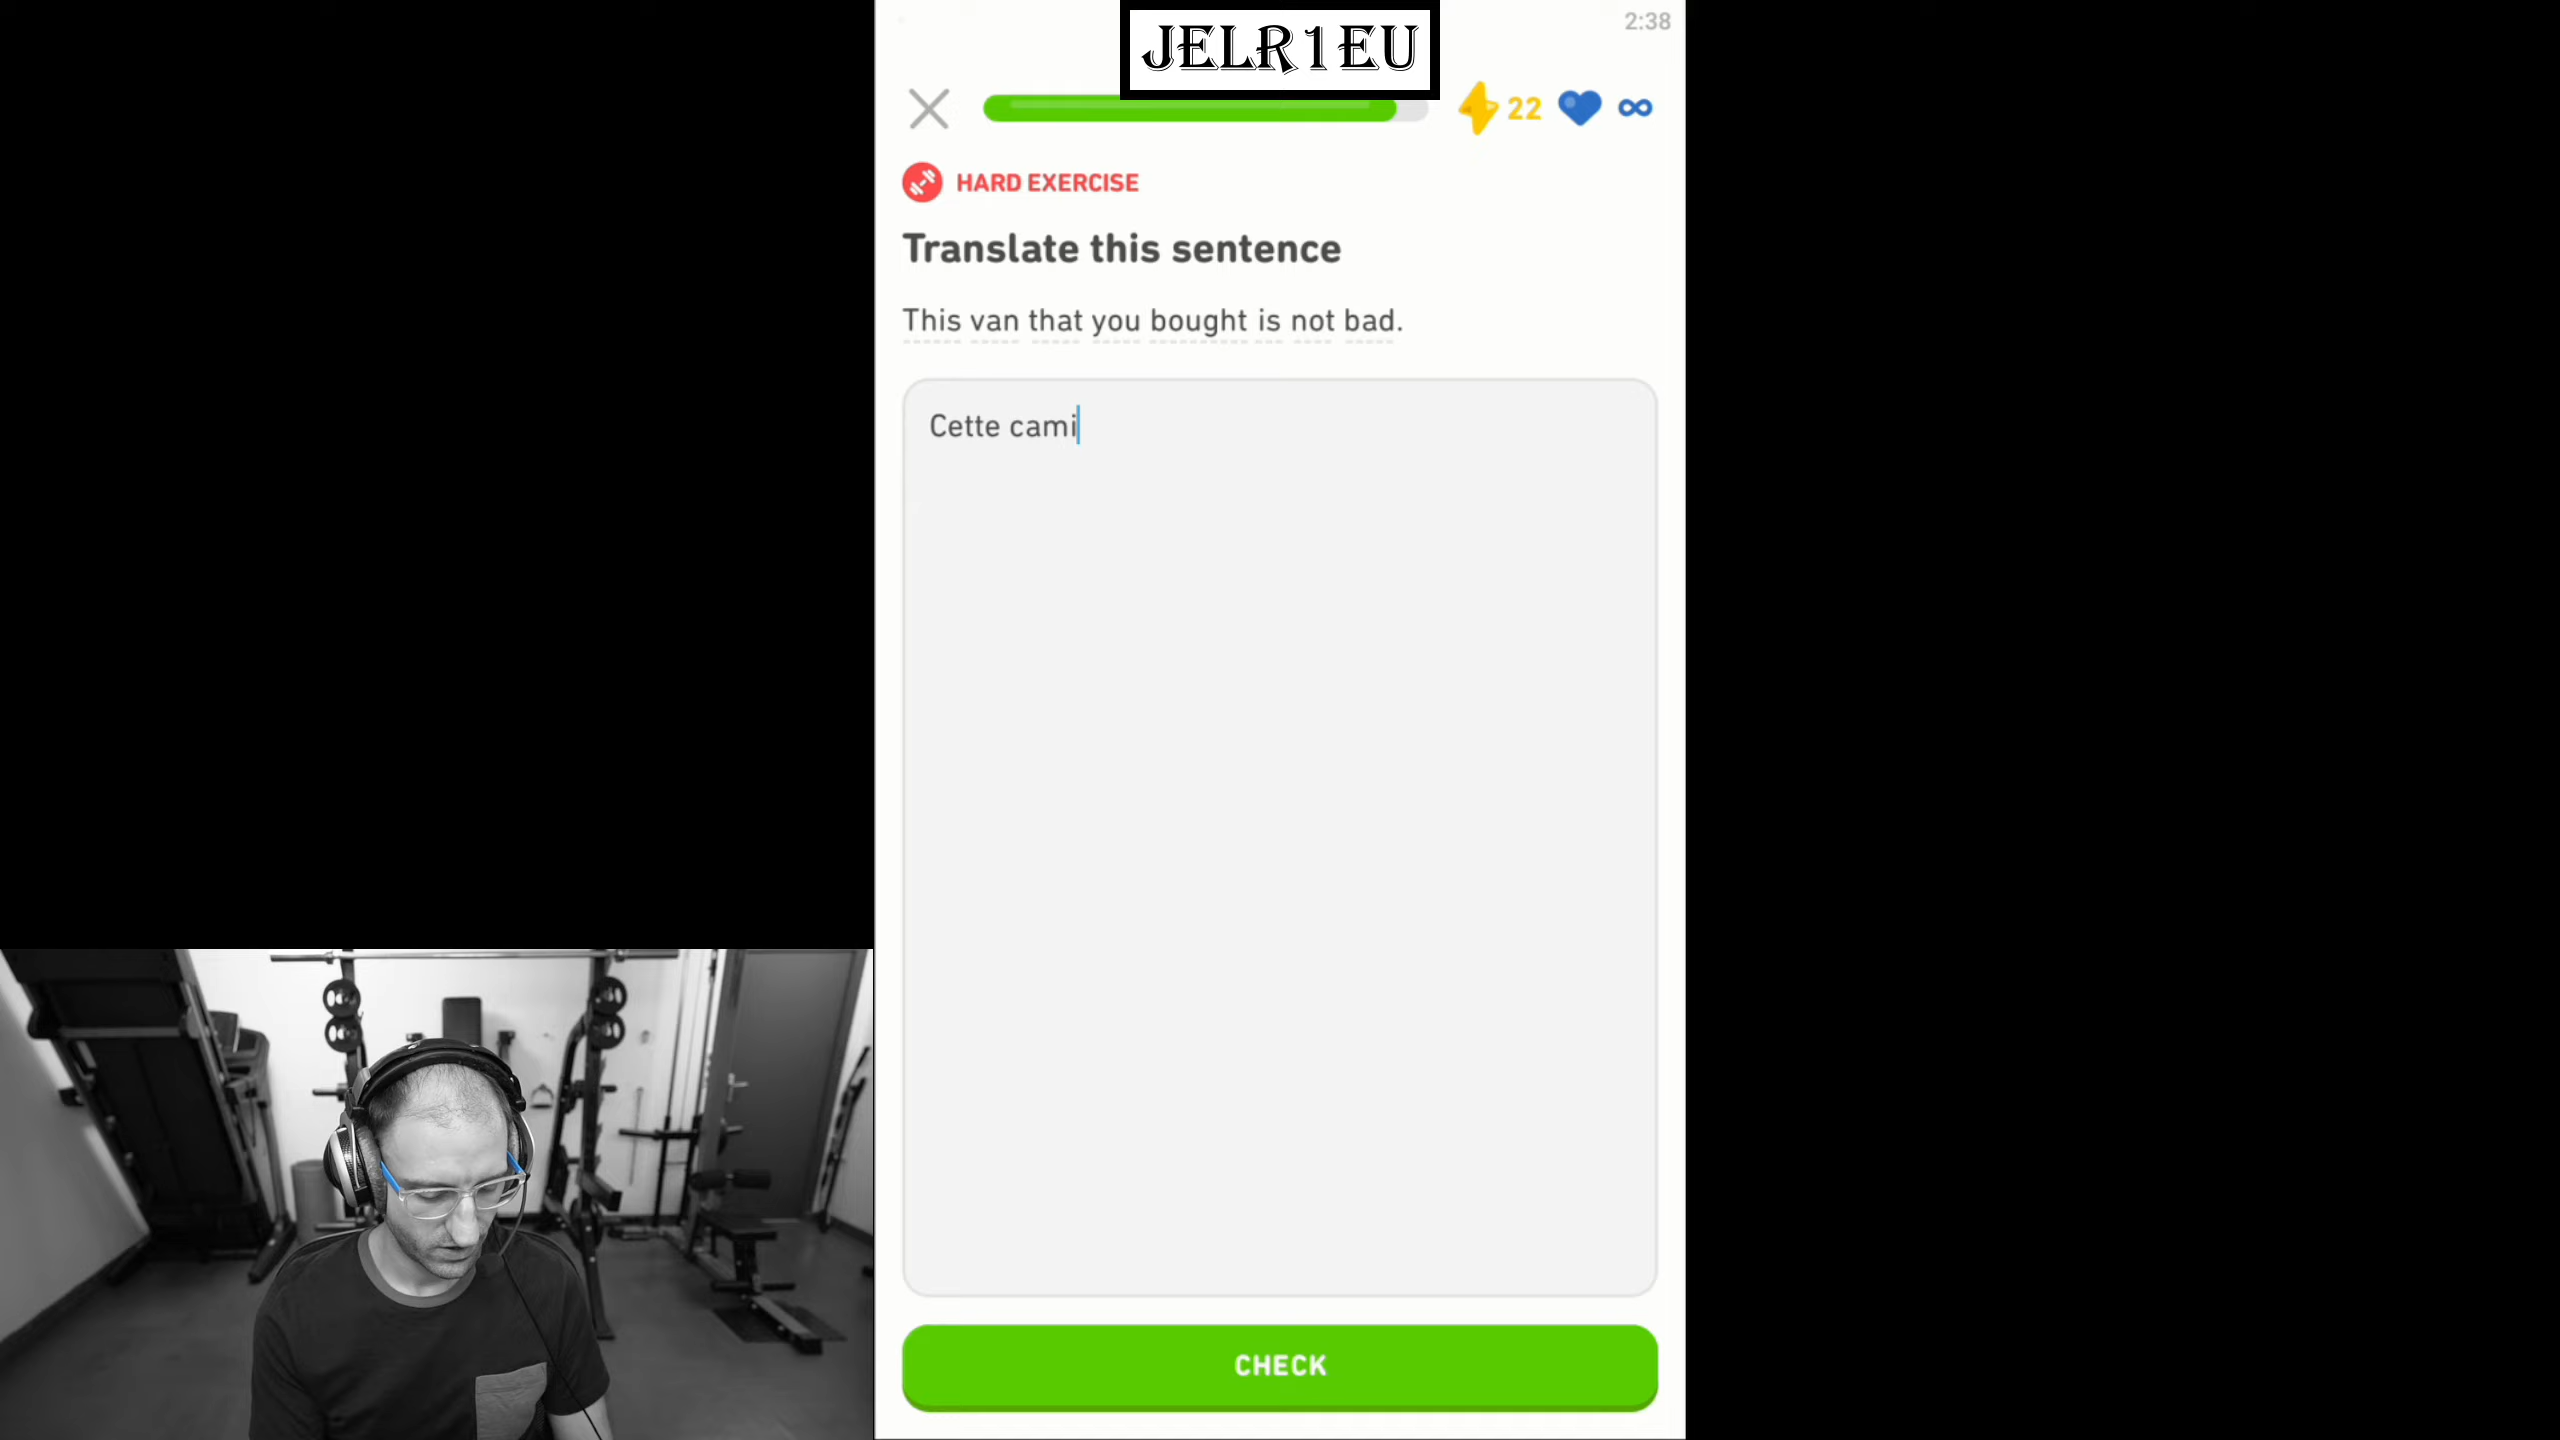 JELR1EU
2:38
22 ∞
HARD EXERCISE
Translate this sentence
This van that you bought is not bad.
Cette cami
CHECK